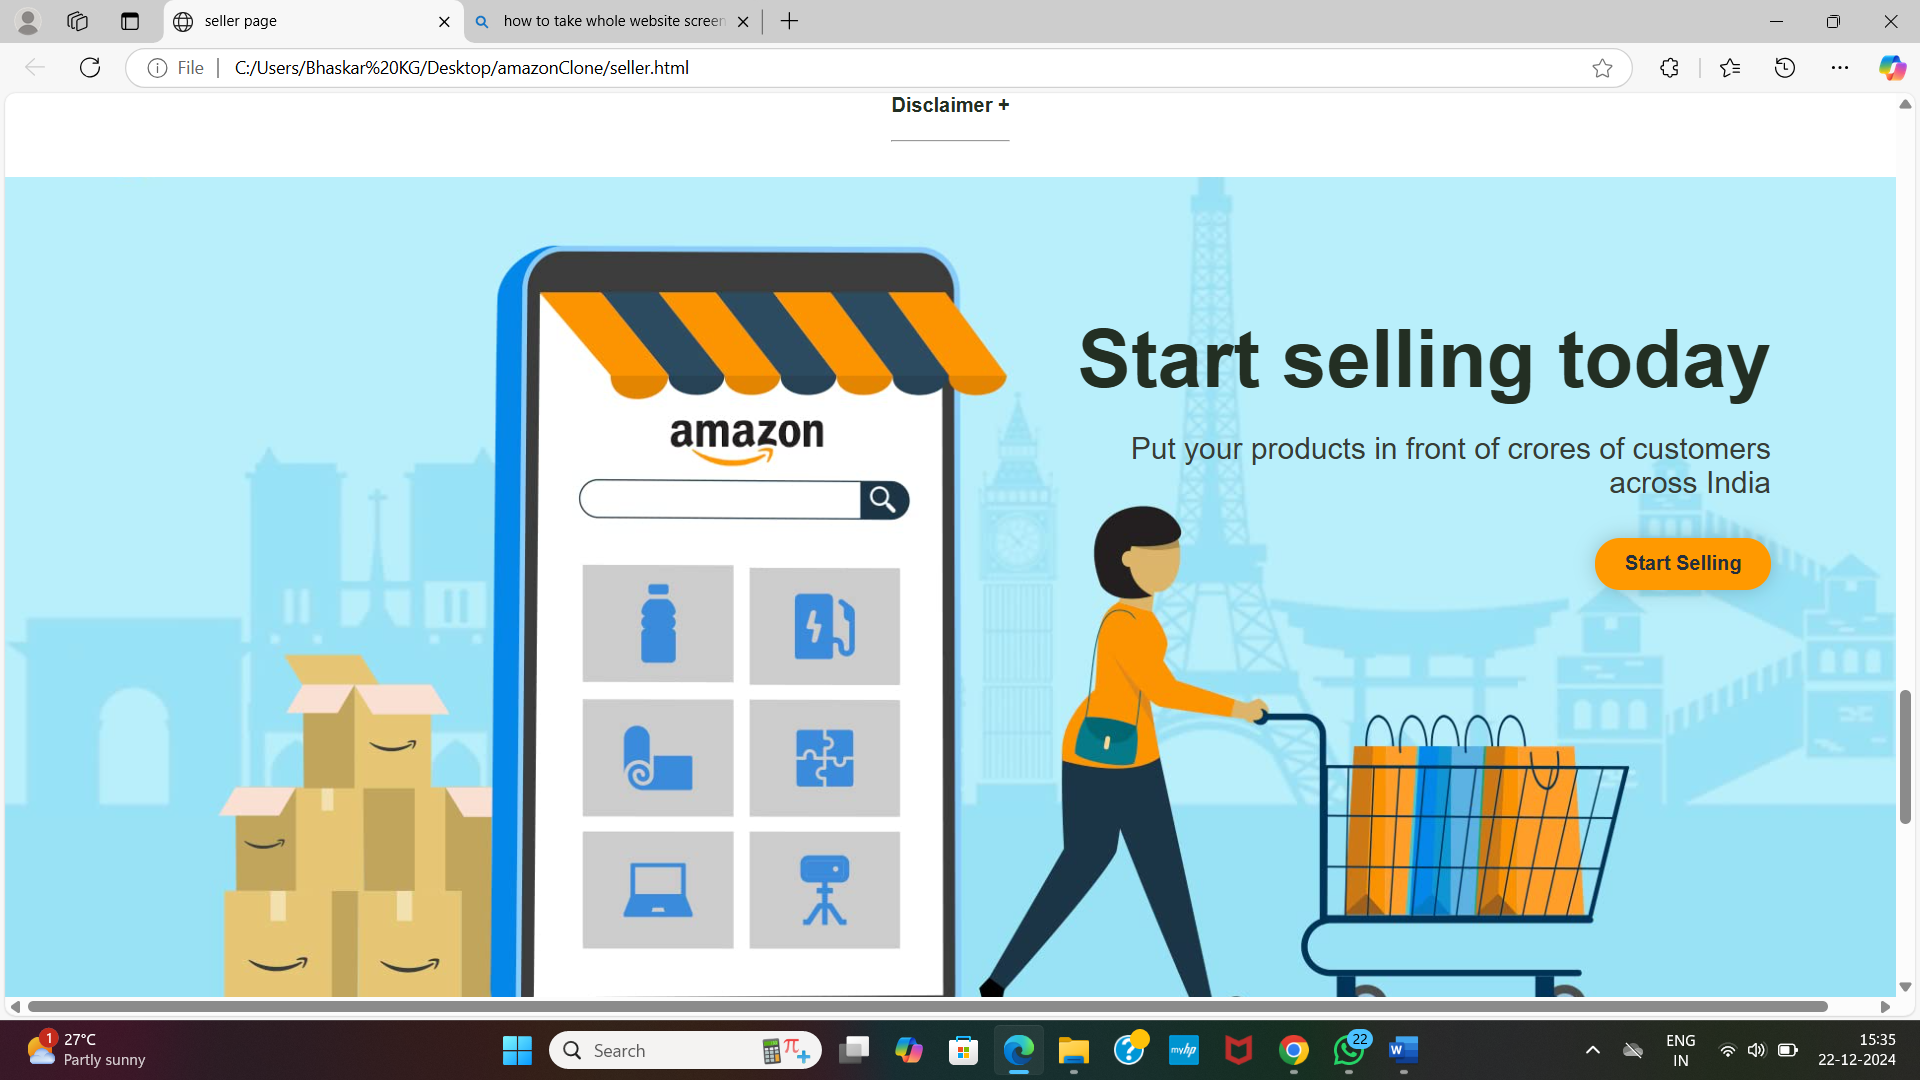 seller page
how to take whole website screen
File
C:/Users/Bhaskar%20KG/Desktop/amazonClone/seller.html
Disclaimer +
amazon
Start selling today
Put your products in front of crores of customers
across India
Start Selling
1
27°C
Partly sunny
Search
myhp
22
W
ENG
IN
15:35
22-12-2024